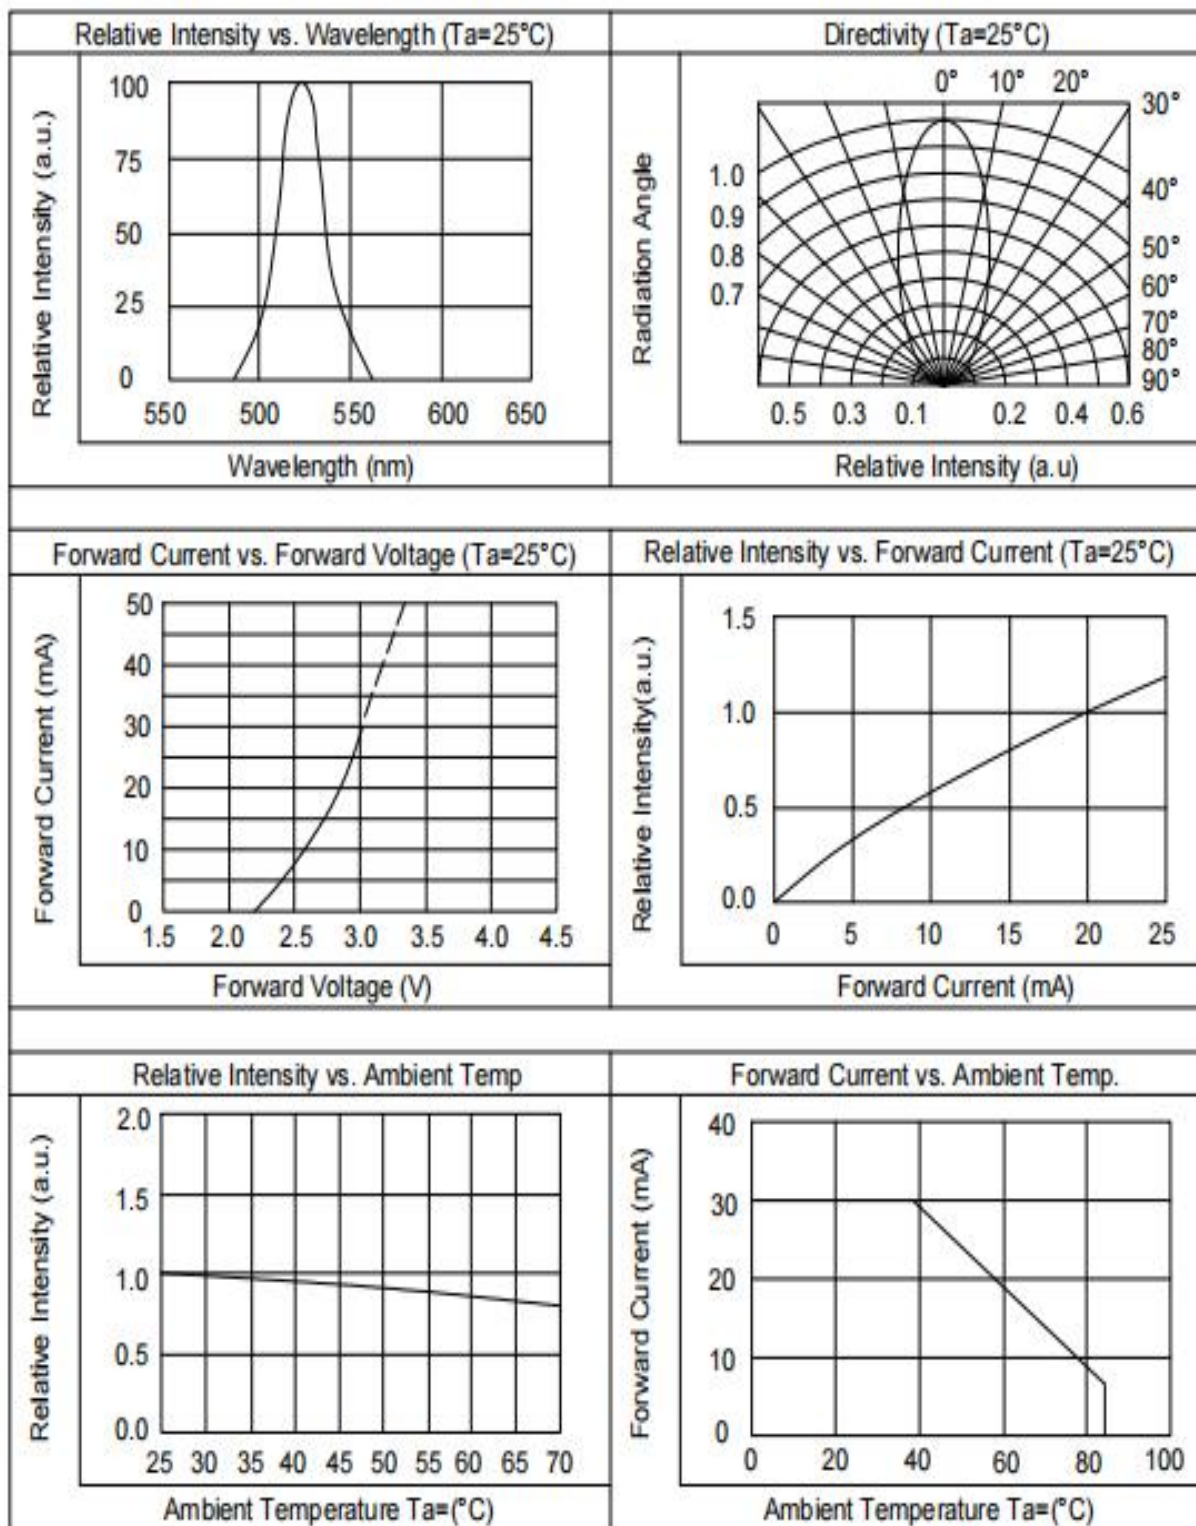 Relative Intensity vs. Wavelength (Ta=25°C)
Relative Intensity (a.u.)
100
75
50
25
0
550 500 550 600 650
Wavelength (nm)
Directivity (Ta=25°C)
Radiation Angle
0° 10° 20° 30°
40°
50°
60°
70°
80°
90°
1.0
0.9
0.8
0.7
0.5 0.3 0.1 0.2 0.4 0.6
Relative Intensity (a.u)
Forward Current vs. Forward Voltage (Ta=25°C)
Forward Current (mA)
50
40
30
20
10
0
1.5 2.0 2.5 3.0 3.5 4.0 4.5
Forward Voltage (V)
Relative Intensity vs. Forward Current (Ta=25°C)
Relative Intensity(a.u.)
1.5
1.0
0.5
0.0
0 5 10 15 20 25
Forward Current (mA)
Relative Intensity vs. Ambient Temp
Relative Intensity (a.u.)
2.0
1.5
1.0
0.5
0.0
25 30 35 40 45 50 55 60 65 70
Ambient Temperature Ta=(°C)
Forward Current vs. Ambient Temp.
Forward Current (mA)
40
30
20
10
0
0 20 40 60 80 100
Ambient Temperature Ta=(°C)